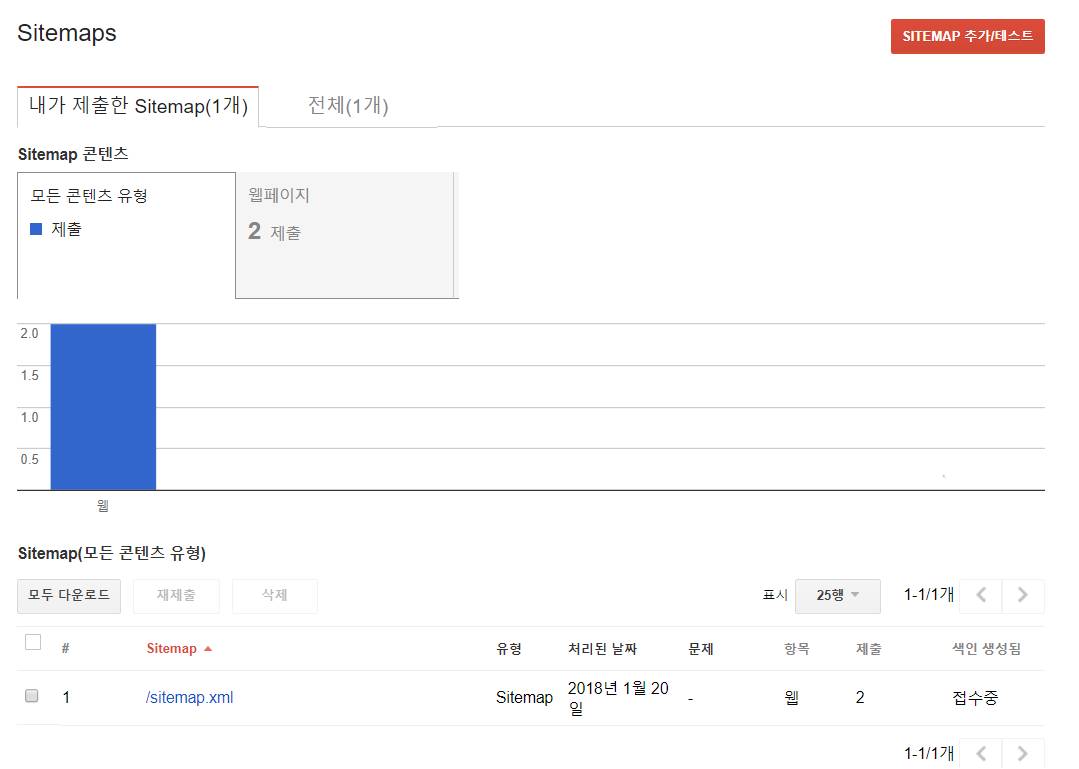 Sitemaps
SITEMAP 추가/테스트
내가 제출한 Sitemap(1개) 전체(1개)
Sitemap 콘텐츠
모든 콘텐츠 유형
제출
웹페이지
2 제출
2.0
1.5
1.0
0.5
웹
Sitemap(모든 콘텐츠 유형)
모두 다운로드 재제출 삭제 표시 25행 1-1/1개
# Sitemap 유형 처리된 날짜 문제 항목 제출 색인 생성됨
1 /sitemap.xml Sitemap 2018년 1월 20
일 - 웹 2 접수중
1-1/1개